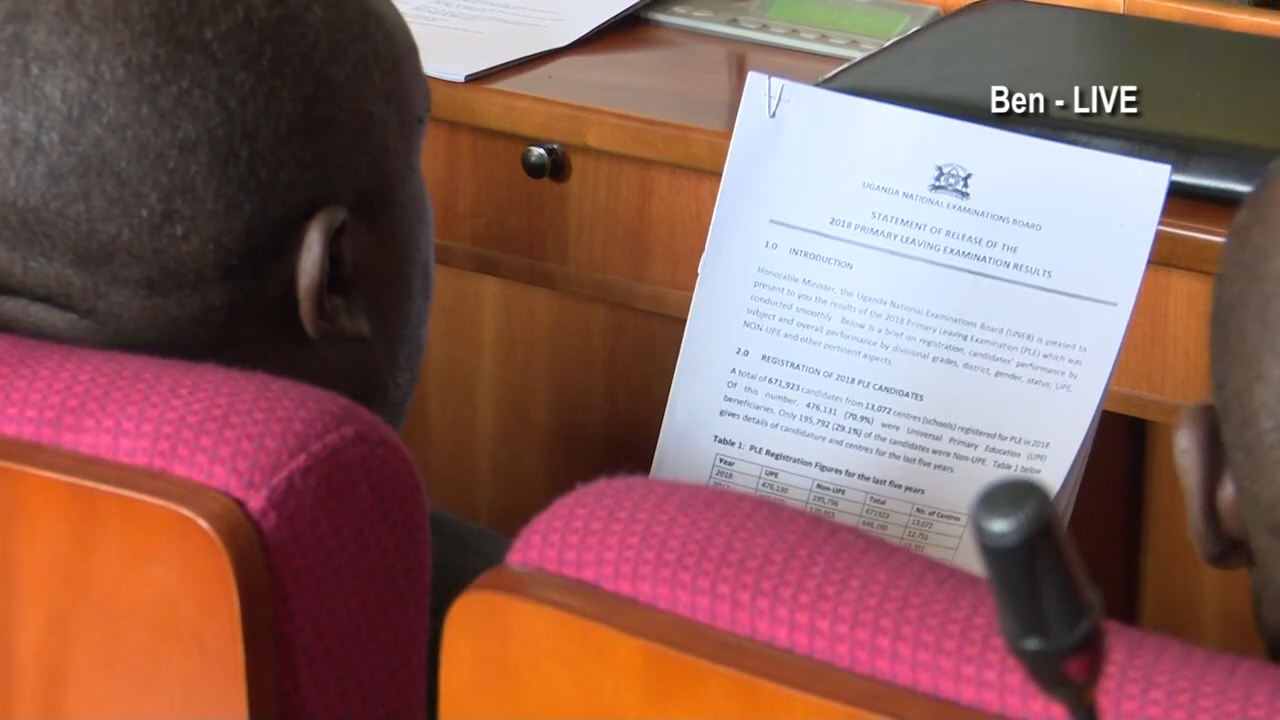 Ben - LIVE
UGANDA NATIONAL EXAMINATIONS BOARD
STATEMENT OF RELEASE OF THE
2018 PRIMARY LEAVING EXAMINATION RESULTS
1.0 INTRODUCTION
Honorable Minister, the Uganda National Examinations Board (UNEB) is pleased to
present to you the results of the 2018 Primary Leaving Examination (PLE) which was
conducted smoothly. Below is a brief on registration, candidates' performance by
subject and overall performance by divisional grades, district, gender, status; UPE,
NON-UPE and other pertinent aspects.
2.0 REGISTRATION OF 2018 PLE CANDIDATES
A total of 671,923 candidates from 13,072 centres (schools) registered for PLE in 2018
Of this number, 476,131 (70.9%) were Universal Primary Education (UPE)
beneficiaries. Only 195,792 (29.1%) of the candidates were Non-UPE. Table 1 below
gives details of candidature and centres for the last five years.
Table 1: PLE Registration Figures for the last five years
Year UPE Non-UPE Total No. of Centres
2018 476,130 195,796 671923 13,072
646,190 12,751